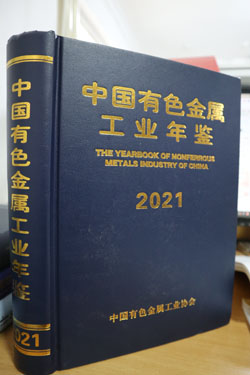 中国有色金属
工业年鉴
THE YEARBOOK OF NONFERROUS
METALS INDUSTRY OF CHINA
2021
中国有色金属工业协会
中国有色金属工业年鉴
2021